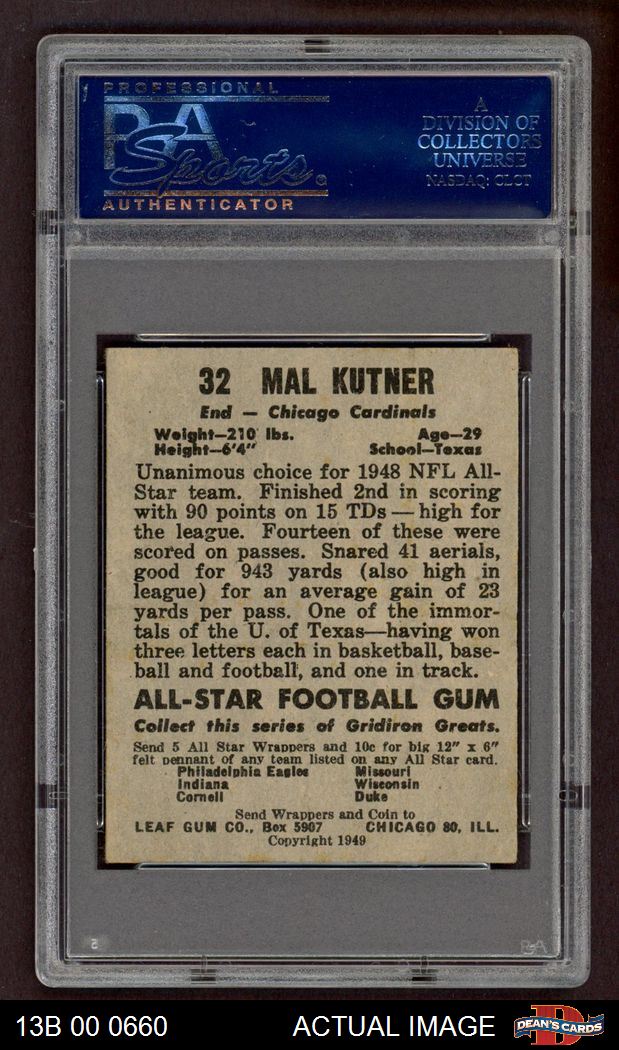 PROFESSIONAL
PSA
Sports
AUTHENTICATOR
A
DIVISION OF
COLLECTORS
UNIVERSE
NASDAQ: CLCT
32 MAL KUTNER
End — Chicago Cardinals
Weight—210 lbs. Age—29
Height—6'4" School—Texas
Unanimous choice for 1948 NFL All-
Star team. Finished 2nd in scoring
with 90 points on 15 TDs — high for
the league. Fourteen of these were
scored on passes. Snared 41 aerials,
good for 943 yards (also high in
league) for an average gain of 23
yards per pass. One of the immor-
tals of the U. of Texas—having won
three letters each in basketball, base-
ball and football, and one in track.
ALL-STAR FOOTBALL GUM
Collect this series of Gridiron Greats.
Send 5 All Star Wrappers and 10c for big 12" x 6"
felt pennant of any team listed on any All Star card.
Philadelphia Eagles Missouri
Indiana Wisconsin
Cornell Duke
Send Wrappers and Coin to
LEAF GUM CO., Box 5907 CHICAGO 80, ILL.
Copyright 1949
5 PSA
13B 00 0660 ACTUAL IMAGE DEAN'S CARDS